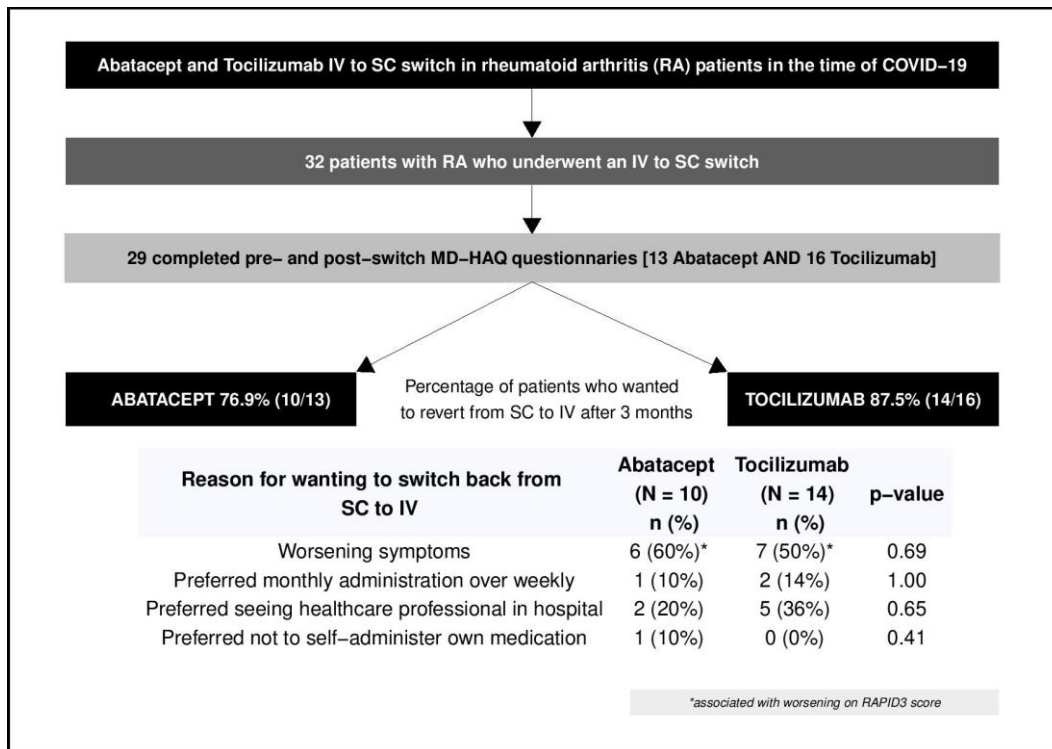 Abatacept and Tocilizumab IV to SC switch in rheumatoid arthritis (RA) patients in the time of COVID−19
32 patients with RA who underwent an IV to SC switch
29 completed pre− and post−switch MD−HAQ questionnaries [13 Abatacept AND 16 Tocilizumab]
ABATACEPT 76.9% (10/13)
Percentage of patients who wanted
to revert from SC to IV after 3 months
TOCILIZUMAB 87.5% (14/16)
Reason for wanting to switch back from
SC to IV
Abatacept
(N = 10)
n (%)
Tocilizumab
(N = 14)
n (%)
p−value
Worsening symptoms 6 (60%)* 7 (50%)* 0.69
Preferred monthly administration over weekly 1 (10%) 2 (14%) 1.00
Preferred seeing healthcare professional in hospital 2 (20%) 5 (36%) 0.65
Preferred not to self−administer own medication 1 (10%) 0 (0%) 0.41
*associated with worsening on RAPID3 score